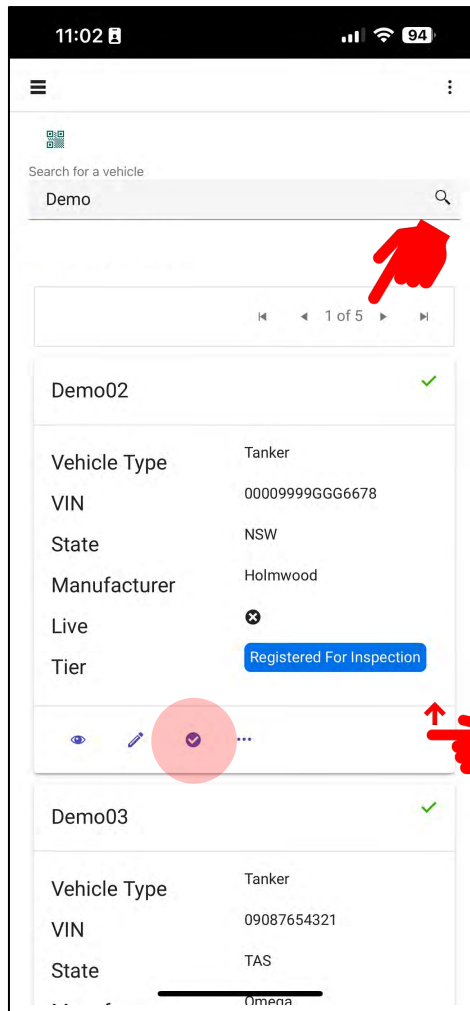 11:02
94
Search for a vehicle
Demo
1 of 5
Demo02
Vehicle Type Tanker
VIN 00009999GGG6678
State NSW
Manufacturer Holmwood
Live
Tier Registered For Inspection
Demo03
Vehicle Type Tanker
VIN 09087654321
State TAS
Omega